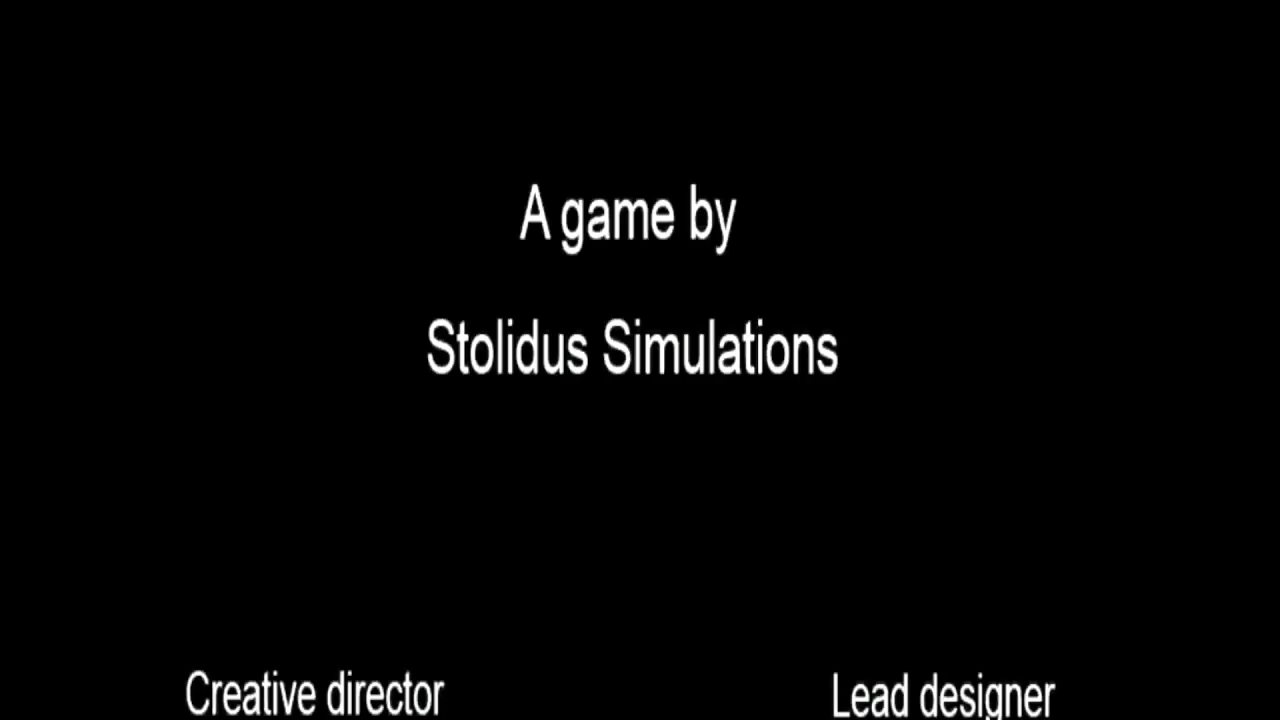 A game by
Stolidus Simulations
Creative director
Lead designer